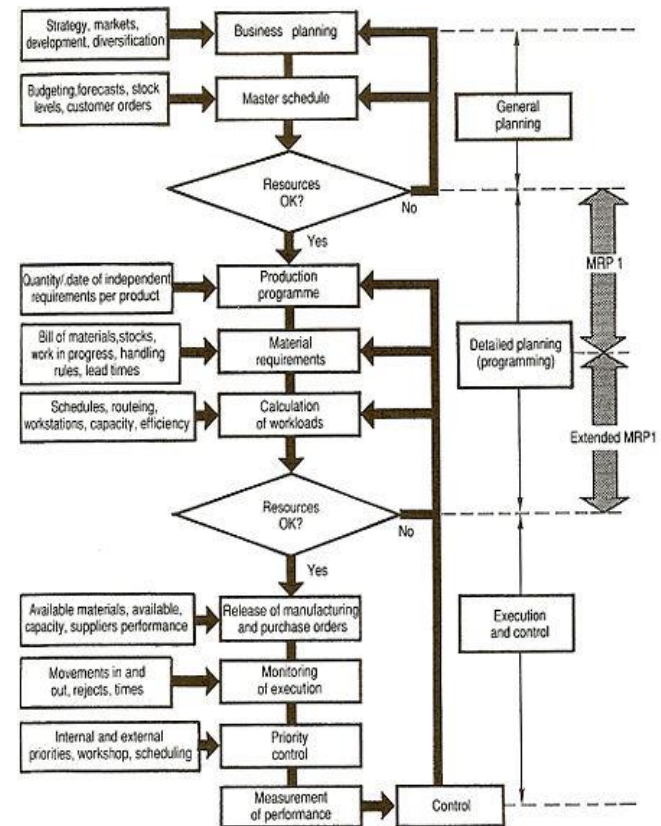 Strategy, markets,
development, diversification
Business planning
Budgeting,forecasts, stock
levels, customer orders
Master schedule
General
planning
Resources
OK?
No
Yes
MRP 1
Quantity/.date of independent
requirements per product
Production
programme
Bill of materials,stocks,
work in progress, handling
rules, lead times
Material
requirements
Detailed planning
(programming)
Schedules, routeing,
workstations, capacity, efficiency
Calculation
of workloads
Extended MRP1
Resources
OK?
No
Yes
Available materials, available,
capacity, suppliers performance
Release of manufacturing
and purchase orders
Execution
and control
Movements in and
out, rejects, times
Monitoring
of execution
Internal and external
priorities, workshop, scheduling
Priority
control
Measurement
of performance
Control